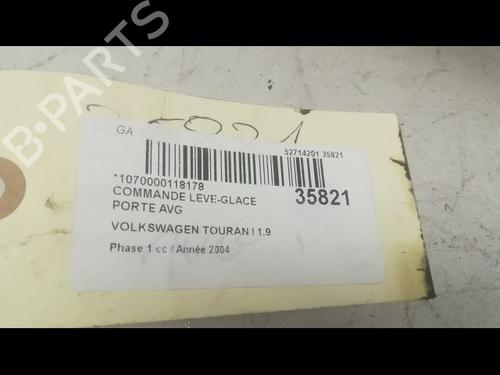 B-PARTS
GA
52714201 35821
*1070000118178
35821
COMMANDE LEVE-GLACE
PORTE AVG
VOLKSWAGEN TOURAN I 1.9
Phase 1 cc / Année 2004